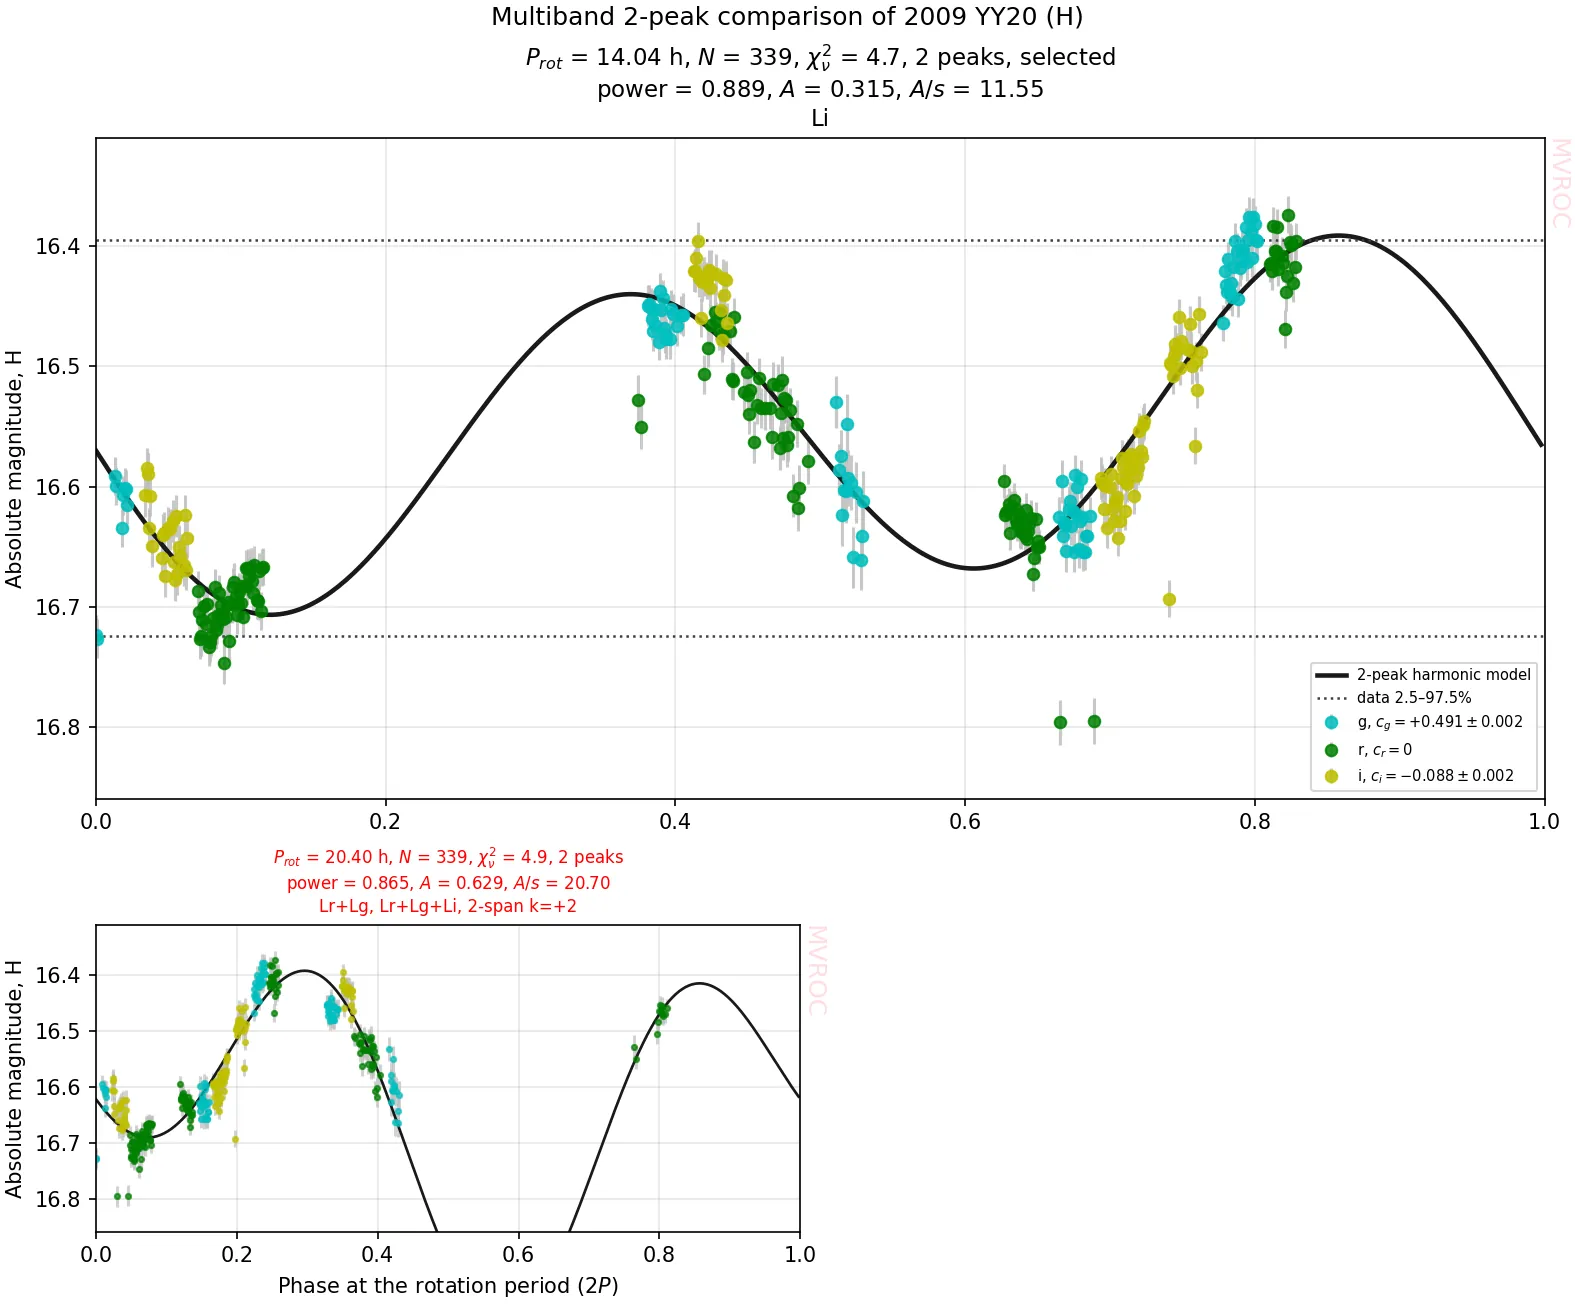 Multiband 2-peak comparison of 2009 YY20 (H)
P_rot = 14.04 h, N = 339, χ²_ν = 4.7, 2 peaks, selected
power = 0.889, A = 0.315, A/s = 11.55
Li
MVROC
Absolute magnitude, H
16.4
16.5
16.6
16.7
16.8
2-peak harmonic model
data 2.5–97.5%
g, c_g = +0.491 ± 0.002
r, c_r = 0
i, c_i = −0.088 ± 0.002
0.0 0.2 0.4 0.6 0.8 1.0
P_rot = 20.40 h, N = 339, χ²_ν = 4.9, 2 peaks
power = 0.865, A = 0.629, A/s = 20.70
Lr+Lg, Lr+Lg+Li, 2-span k=+2
MVROC
Absolute magnitude, H
16.4
16.5
16.6
16.7
16.8
0.0 0.2 0.4 0.6 0.8 1.0
Phase at the rotation period (2P)